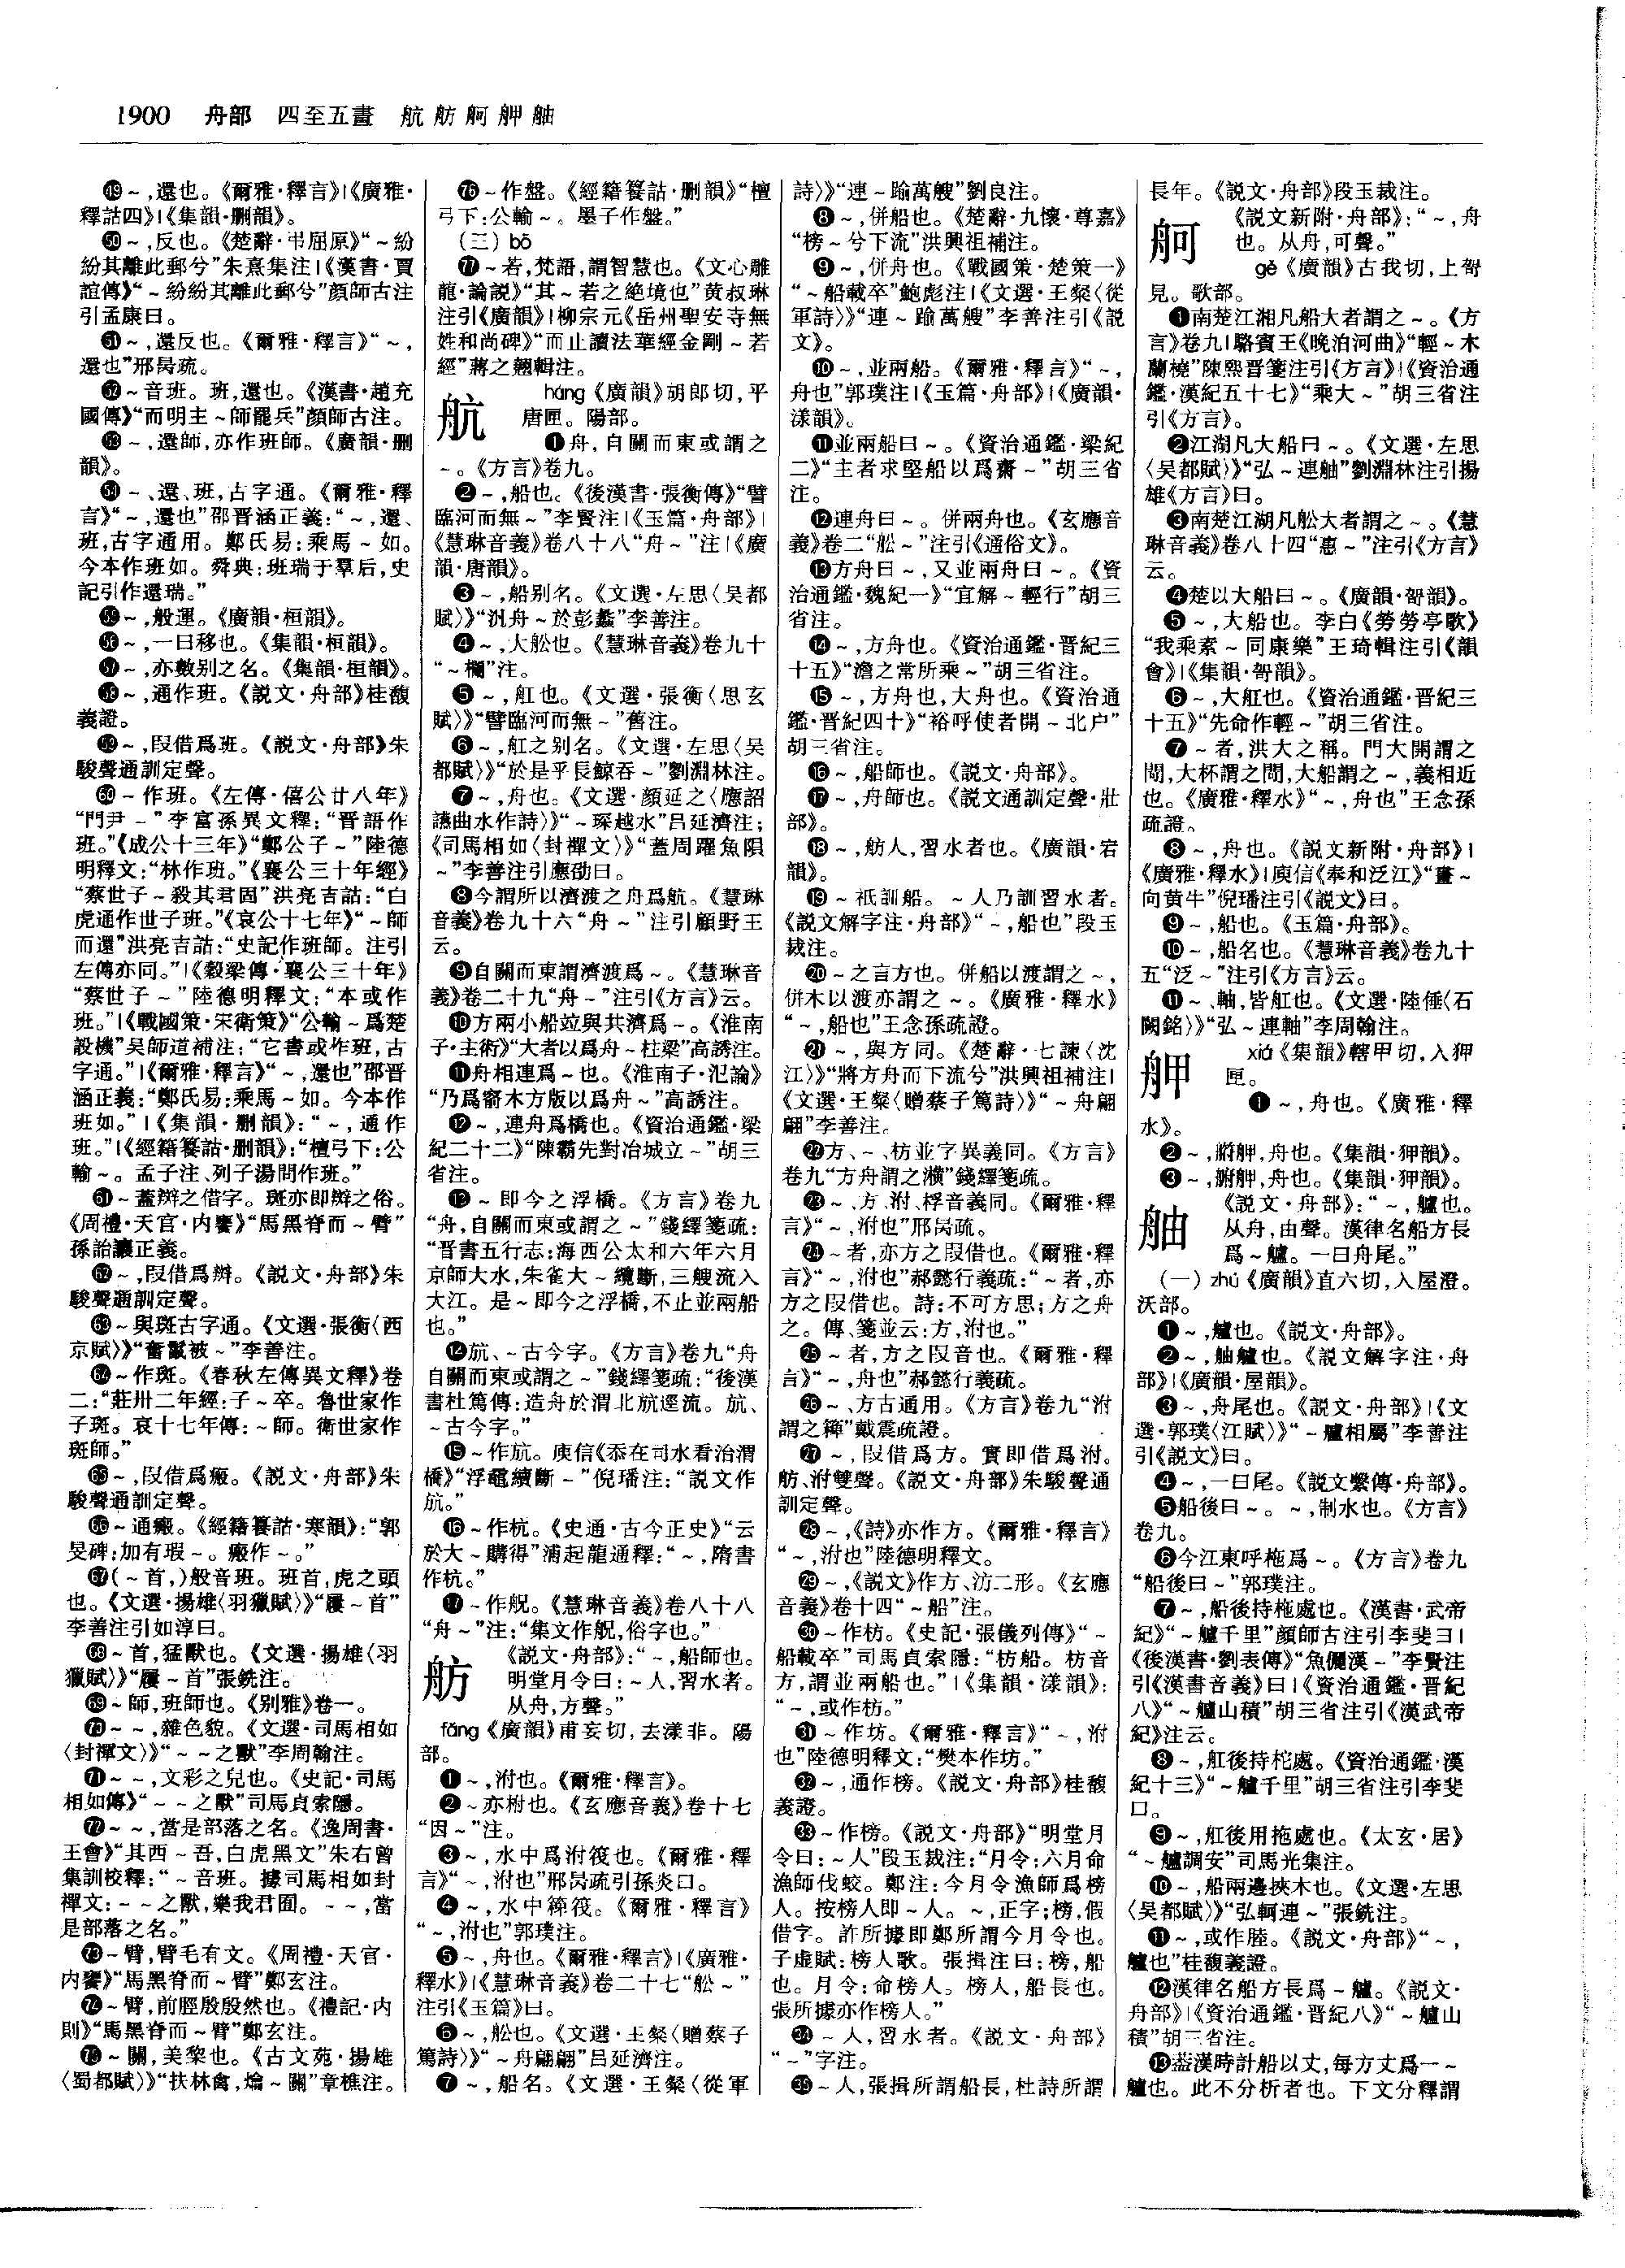 1900 舟部 四至五畫 航舫舸舺舳
㊾～,還也。《爾雅·釋言》|《廣雅·
釋詁四》|《集韻·刪韻》。
㊿～,反也。《楚辭·弔屈原》“～紛
紛其離此郵兮”朱熹集注|《漢書·賈
誼傳》“～紛紛其離此郵兮”顏師古注
引孟康曰。
51～,還反也。《爾雅·釋言》“～,
還也”邢昺疏。
52～音班。班,還也。《漢書·趙充
國傳》“而明主～師罷兵”顏師古注。
53～,還師,亦作班師。《廣韻·刪
韻》。
54～、還、班,古字通。《爾雅·釋
言》“～,還也”邵晉涵正義:“～,還、
班,古字通用。鄭氏易:乘馬～如。
今本作班如。舜典:班瑞于羣后,史
記引作還瑞。”
55～,般運。《廣韻·桓韻》。
56～,一曰移也。《集韻·桓韻》。
57～,亦數別之名。《集韻·桓韻》。
58～,通作班。《説文·舟部》桂馥
義證。
59～,叚借爲班。《説文·舟部》朱
駿聲通訓定聲。
60～作班。《左傳·僖公廿八年》
“門尹～”李富孫異文釋:“晉語作
班。”《成公十三年》“鄭公子～”陸德
明釋文:“林作班。”《襄公三十年經》
“蔡世子～殺其君固”洪亮吉詁:“白
虎通作世子班。”《哀公十七年》“～師
而還”洪亮吉詁:“史記作班師。注引
左傳亦同。”|《穀梁傳·襄公三十年》
“蔡世子～”陸德明釋文:“本或作
班。”|《戰國策·宋衛策》“公輸～爲楚
設機”吴師道補注:“它書或作班,古
字通。”|《爾雅·釋言》“～,還也”邵晉
涵正義:“鄭氏易:乘馬～如。今本作
班如。”|《集韻·刪韻》:“～,通作
班。”|《經籍籑詁·刪韻》:“檀弓下:公
輸～。孟子注、列子湯問作班。”
61～蓋辬之借字。斑亦即辬之俗。
《周禮·天官·内饔》“馬黑脊而～臂”
孫詒讓正義。
62～,叚借爲辬。《説文·舟部》朱
駿聲通訓定聲。
63～與斑古字通。《文選·張衡〈西
京賦〉》“奮鬣被～”李善注。
64～作斑。《春秋左傳異文釋》卷
二:“莊卅二年經:子～卒。魯世家作
子斑。哀十七年傳:～師。衛世家作
斑師。”
65～,叚借爲瘢。《説文·舟部》朱
駿聲通訓定聲。
66～通瘢。《經籍籑詁·寒韻》:“郭
旻碑:加有瑕～。瘢作～。”
67(～首,)般音班。班首,虎之頭
也。《文選·揚雄〈羽獵賦〉》“屨～首”
李善注引如淳曰。
68～首,猛獸也。《文選·揚雄〈羽
獵賦〉》“屨～首”張銑注。
69～師,班師也。《别雅》卷一。
70～～,雜色貌。《文選·司馬相如
〈封禪文〉》“～～之獸”李周翰注。
71～～,文彩之皃也。《史記·司馬
相如傳》“～～之獸”司馬貞索隱。
72～～,當是部落之名。《逸周書·
王會》“其西～吾,白虎黑文”朱右曾
集訓校釋:“～音班。據司馬相如封
禪文:～～之獸,樂我君囿。～～,當
是部落之名。”
73～臂,臂毛有文。《周禮·天官·
内饔》“馬黑脊而～臂”鄭玄注。
74～臂,前脛殷殷然也。《禮記·内
則》“馬黑脊而～臂”鄭玄注。
75～關,美棃也。《古文苑·揚雄
〈蜀都賦〉》“扶林禽,爚～關”章樵注。
76～作盤。《經籍籑詁·刪韻》“檀
弓下:公輸～。墨子作盤。”
(三) bō
77～若,梵語,謂智慧也。《文心雕
龍·論説》“其～若之絶境也”黄叔琳
注引《廣韻》|柳宗元《岳州聖安寺無
姓和尚碑》“而止讀法華經金剛～若
經”蔣之翹輯注。
航 háng《廣韻》胡郎切,平
唐匣。陽部。
❶舟,自關而東或謂之
～。《方言》卷九。
❷～,船也。《後漢書·張衡傳》“譬
臨河而無～”李賢注|《玉篇·舟部》|
《慧琳音義》卷八十八“舟～”注|《廣
韻·唐韻》。
❸～,船别名。《文選·左思〈吴都
賦〉》“汎舟～於彭蠡”李善注。
❹～,大舩也。《慧琳音義》卷九十
“～欄”注。
❺～,舡也。《文選·張衡〈思玄
賦〉》“譬臨河而無～”舊注。
❻～,舡之别名。《文選·左思〈吴
都賦〉》“於是乎長鯨吞～”劉淵林注。
❼～,舟也。《文選·顔延之〈應詔
讌曲水作詩〉》“～琛越水”吕延濟注;
《司馬相如〈封禪文〉》“蓋周躍魚隕
～”李善注引應劭曰。
❽今謂所以濟渡之舟爲航。《慧琳
音義》卷九十六“舟～”注引顧野王
云。
❾自關而東謂濟渡爲～。《慧琳音
義》卷二十九“舟～”注引《方言》云。
❿方兩小船竝與共濟爲～。《淮南
子·主術》“大者以爲舟～柱梁”高誘注。
⓫舟相連爲～也。《淮南子·氾論》
“乃爲窬木方版以爲舟～”高誘注。
⓬～,連舟爲橋也。《資治通鑑·梁
紀二十二》“陳霸先對冶城立～”胡三
省注。
⓭～即今之浮橋。《方言》卷九
“舟,自關而東或謂之～”錢繹箋疏:
“晉書五行志:海西公太和六年六月
京師大水,朱雀大～纜斷,三艘流入
大江。是～即今之浮橋,不止並兩船
也。”
⓮斻、～古今字。《方言》卷九“舟
自關而東或謂之～”錢繹箋疏:“後漢
書杜篤傳:造舟於渭北斻逕流。斻、
～古今字。”
⓯～作斻。庾信《忝在司水看治渭
橋》“浮黿續斷～”倪璠注:“説文作
斻。”
⓰～作杭。《史通·古今正史》“云
於大～購得”浦起龍通釋:“～,隋書
作杭。”
⓱～作舤。《慧琳音義》卷八十八
“舟～”注:“集文作舤,俗字也。”
舫 《説文·舟部》:“～,船師也。
明堂月令曰:～人,習水者。
从舟,方聲。”
fǎng《廣韻》甫妄切,去漾非。陽
部。
❶～,泭也。《爾雅·釋言》。
❷～亦柎也。《玄應音義》卷十七
“因～”注。
❸～,水中爲泭筏也。《爾雅·釋
言》“～,泭也”邢昺疏引孫炎曰。
❹～,水中篺筏。《爾雅·釋言》
“～,泭也”郭璞注。
❺～,舟也。《爾雅·釋言》|《廣雅·
釋水》|《慧琳音義》卷二十七“舩～”
注引《玉篇》曰。
❻～,舩也。《文選·王粲〈贈蔡子
篤詩〉》“～舟翩翩”吕延濟注。
❼～,船名。《文選·王粲〈從軍
詩〉》“連～踰萬艘”劉良注。
❽～,併船也。《楚辭·九懷·尊嘉》
“榜～兮下流”洪興祖補注。
❾～,併舟也。《戰國策·楚策一》
“～船載卒”鮑彪注|《文選·王粲〈從
軍詩〉》“連～踰萬艘”李善注引《説
文》。
❿～,並兩船。《爾雅·釋言》“～,
舟也”郭璞注|《玉篇·舟部》|《廣韻·
漾韻》。
⓫並兩船曰～。《資治通鑑·梁紀
二》“主者求堅船以爲齋～”胡三省
注。
⓬連舟曰～。併兩舟也。《玄應音
義》卷二“舩～”注引《通俗文》。
⓭方舟曰～,又並兩舟曰～。《資
治通鑑·魏紀一》“宜解～輕行”胡三
省注。
⓮～,方舟也。《資治通鑑·晉紀三
十五》“澹之常所乘～”胡三省注。
⓯～,方舟也,大舟也。《資治通
鑑·晉紀四十》“裕呼使者開～北户”
胡三省注。
⓰～,船師也。《説文·舟部》。
⓱～,舟師也。《説文通訓定聲·壯
部》。
⓲～,舫人,習水者也。《廣韻·宕
韻》。
⓳～祇訓船。～人乃訓習水者。
《説文解字注·舟部》“～,船也”段玉
裁注。
⓴～之言方也。併船以渡謂之～,
併木以渡亦謂之～。《廣雅·釋水》
“～,船也”王念孫疏證。
21～,與方同。《楚辭·七諫〈沈
江〉》“將方舟而下流兮”洪興祖補注|
《文選·王粲〈贈蔡子篤詩〉》“～舟翩
翩”李善注。
22方、～、枋並字異義同。《方言》
卷九“方舟謂之㶇”錢繹箋疏。
23～、方、泭、桴音義同。《爾雅·釋
言》“～,泭也”邢昺疏。
24～者,亦方之叚借也。《爾雅·釋
言》“～,泭也”郝懿行義疏:“～者,亦
方之叚借也。詩:不可方思;方之舟
之。傳、箋並云:方,泭也。”
25～者,方之叚音也。《爾雅·釋
言》“～,舟也”郝懿行義疏。
26～、方古通用。《方言》卷九“泭
謂之䉬”戴震疏證。
27～,叚借爲方。實即借爲泭。
舫、泭雙聲。《説文·舟部》朱駿聲通
訓定聲。
28～,《詩》亦作方。《爾雅·釋言》
“～,泭也”陸德明釋文。
29～,《説文》作方、汸二形。《玄應
音義》卷十四“～船”注。
30～作枋。《史記·張儀列傳》“～
船載卒”司馬貞索隱:“枋船。枋音
方,謂並兩船也。”|《集韻·漾韻》:
“～,或作枋。”
31～作坊。《爾雅·釋言》“～,泭
也”陸德明釋文:“樊本作坊。”
32～,通作榜。《説文·舟部》桂馥
義證。
33～作榜。《説文·舟部》“明堂月
令曰:～人”段玉裁注:“月令:六月命
漁師伐蛟。鄭注:今月令漁師爲榜
人。按榜人即～人。～,正字;榜,假
借字。許所據即鄭所謂今月令也。
子虛賦:榜人歌。張揖注曰:榜,船
也。月令:命榜人。榜人,船長也。
張所據亦作榜人。”
34～人,習水者。《説文·舟部》
“～”字注。
35～人,張揖所謂船長,杜詩所謂
長年。《説文·舟部》段玉裁注。
舸 《説文新附·舟部》:“～,舟
也。从舟,可聲。”
gě《廣韻》古我切,上哿
見。歌部。
❶南楚江湘凡船大者謂之～。《方
言》卷九|駱賓王《晚泊河曲》“輕～木
蘭橈”陳熙晉箋注引《方言》|《資治通
鑑·漢紀五十七》“乘大～”胡三省注
引《方言》。
❷江湖凡大船曰～。《文選·左思
〈吴都賦〉》“弘～連舳”劉淵林注引揚
雄《方言》曰。
❸南楚江湖凡舩大者謂之～。《慧
琳音義》卷八十四“惠～”注引《方言》
云。
❹楚以大船曰～。《廣韻·哿韻》。
❺～,大船也。李白《勞勞亭歌》
“我乘素～同康樂”王琦輯注引《韻
會》|《集韻·哿韻》。
❻～,大舡也。《資治通鑑·晉紀三
十五》“先命作輕～”胡三省注。
❼～者,洪大之稱。門大開謂之
閜,大杯謂之閜,大船謂之～,義相近
也。《廣雅·釋水》“～,舟也”王念孫
疏證。
❽～,舟也。《説文新附·舟部》|
《廣雅·釋水》|庾信《奉和泛江》“畫～
向黄牛”倪璠注引《説文》曰。
❾～,船也。《玉篇·舟部》。
❿～,船名也。《慧琳音義》卷九十
五“泛～”注引《方言》云。
⓫～、軸,皆舡也。《文選·陸倕〈石
闕銘〉》“弘～連軸”李周翰注。
舺 xiá《集韻》轄甲切,入狎
匣。
❶～,舟也。《廣雅·釋
水》。
❷～,䑿舺,舟也。《集韻·狎韻》。
❸～,䑿舺,舟也。《集韻·狎韻》。
舳 《説文·舟部》:“～,艫也。
从舟,由聲。漢律名船方長
爲～艫。一曰舟尾。”
(一) zhú《廣韻》直六切,入屋澄。
沃部。
❶～,艫也。《説文·舟部》。
❷～,舳艫也。《説文解字注·舟
部》|《廣韻·屋韻》。
❸～,舟尾也。《説文·舟部》|《文
選·郭璞〈江賦〉》“～艫相屬”李善注
引《説文》曰。
❹～,一曰尾。《説文繫傳·舟部》。
❺船後曰～。～,制水也。《方言》
卷九。
❻今江東呼柂爲～。《方言》卷九
“船後曰～”郭璞注。
❼～,船後持柂處也。《漢書·武帝
紀》“～艫千里”顏師古注引李斐曰|
《後漢書·劉表傳》“魚儷漢～”李賢注
引《漢書音義》曰|《資治通鑑·晉紀
八》“～艫山積”胡三省注引《漢武帝
紀》注云。
❽～,舡後持柁處。《資治通鑑·漢
紀十三》“～艫千里”胡三省注引李斐
曰。
❾～,舡後用拖處也。《太玄·居》
“～艫調安”司馬光集注。
❿～,船兩邊挾木也。《文選·左思
〈吴都賦〉》“弘舸連～”張銑注。
⓫～,或作䑴。《説文·舟部》“～,
艫也”桂馥義證。
⓬漢律名船方長爲～艫。《説文·
舟部》|《資治通鑑·晉紀八》“～艫山
積”胡三省注。
⓭葢漢時計船以丈,每方丈爲一～
艫也。此不分析者也。下文分釋謂